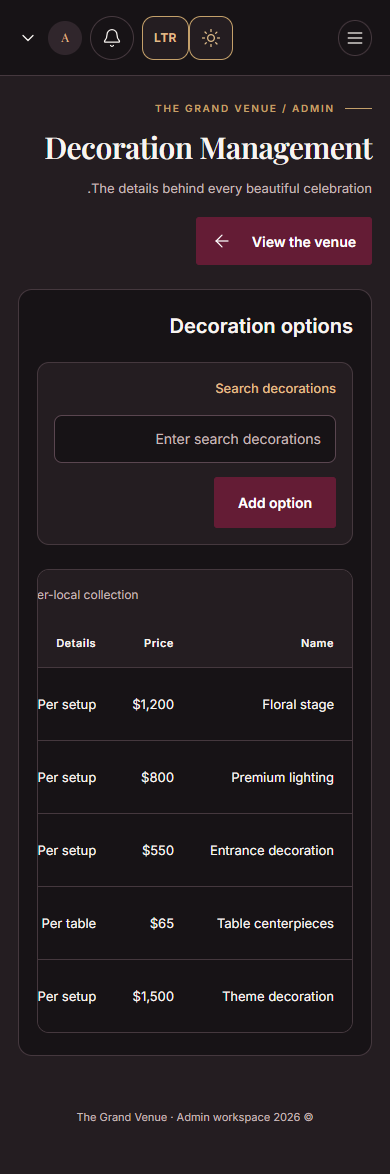 A
LTR
THE GRAND VENUE / ADMIN
Decoration Management
.The details behind every beautiful celebration
View the venue
Decoration options
Search decorations
Enter search decorations
Add option
er-local collection
Name Price Details
Floral stage $1,200 Per setup
Premium lighting $800 Per setup
Entrance decoration $550 Per setup
Table centerpieces $65 Per table
Theme decoration $1,500 Per setup
The Grand Venue · Admin workspace 2026 ©